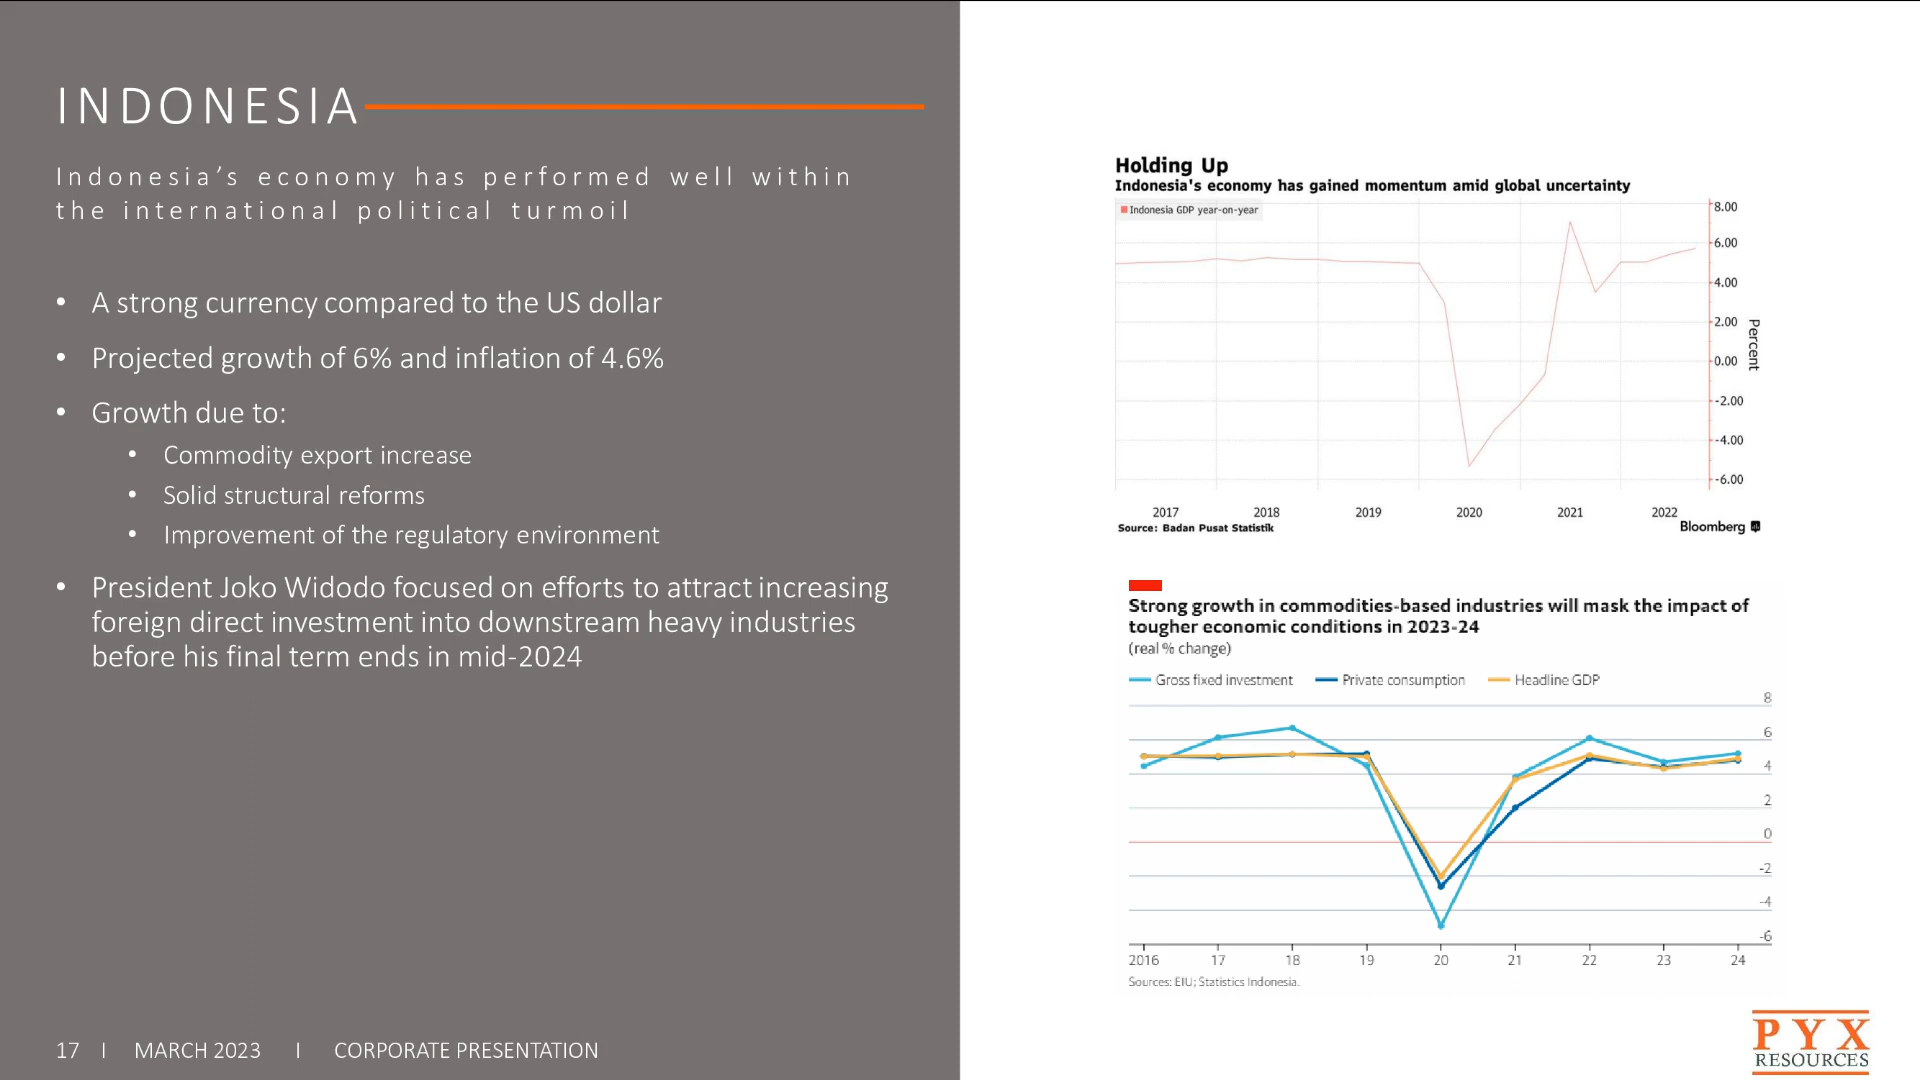 INDONESIA
Indonesia’s economy has performed well within
the international political turmoil
• A strong currency compared to the US dollar
• Projected growth of 6% and inflation of 4.6%
• Growth due to:
• Commodity export increase
• Solid structural reforms
• Improvement of the regulatory environment
• President Joko Widodo focused on efforts to attract increasing
foreign direct investment into downstream heavy industries
before his final term ends in mid-2024
17 I MARCH 2023 I CORPORATE PRESENTATION
Holding Up
Indonesia's economy has gained momentum amid global uncertainty
Indonesia GDP year-on-year
8.00
6.00
4.00
2.00
0.00
-2.00
-4.00
-6.00
Percent
2017 2018 2019 2020 2021 2022
Source: Badan Pusat Statistik
Bloomberg
Strong growth in commodities-based industries will mask the impact of
tougher economic conditions in 2023-24
(real % change)
Gross fixed investment Private consumption Headline GDP
8
6
4
2
0
-2
-4
-6
2016 17 18 19 20 21 22 23 24
Sources: EIU; Statistics Indonesia.
PYX
RESOURCES